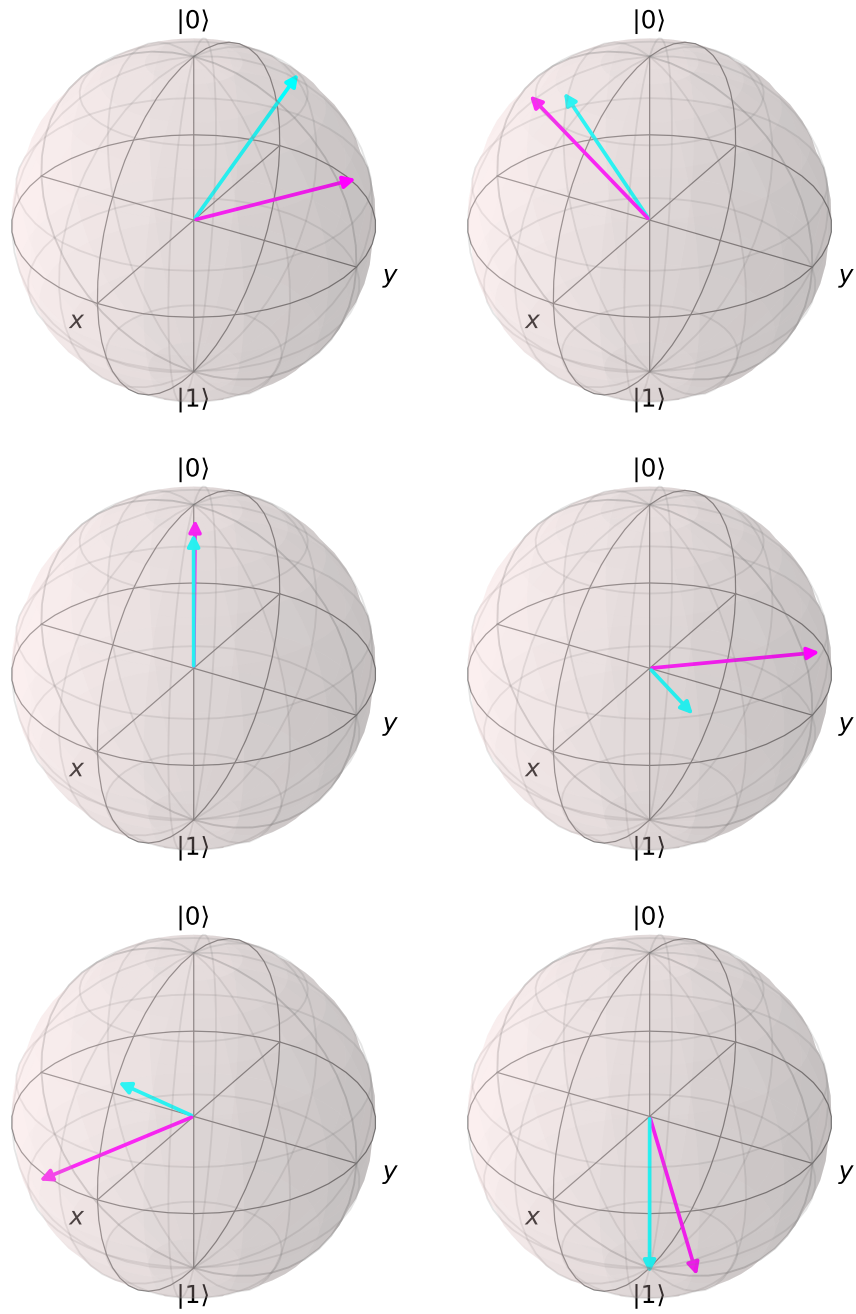 |0⟩ |0⟩
y y
x x
|1⟩ |1⟩
|0⟩ |0⟩
y y
x x
|1⟩ |1⟩
|0⟩ |0⟩
y y
x x
|1⟩ |1⟩